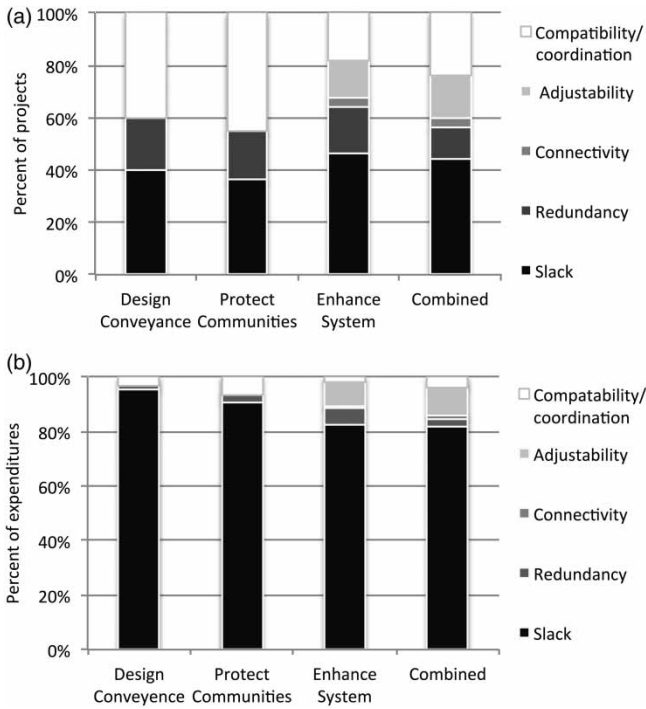 (a)
Percent of projects
100%
80%
60%
40%
20%
0%
Design
Conveyance
Protect
Communities
Enhance
System
Combined
Compatibility/
coordination
Adjustability
Connectivity
Redundancy
Slack
(b)
Percent of expenditures
100%
80%
60%
40%
20%
0%
Design
Conveyence
Protect
Communities
Enhance
System
Combined
Compatability/
coordination
Adjustability
Connectivity
Redundancy
Slack